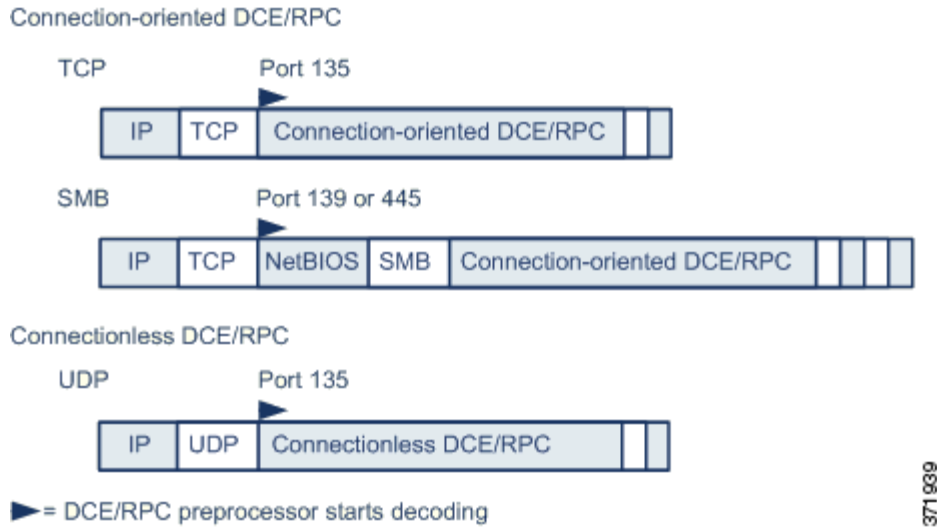 Connection-oriented DCE/RPC
TCP Port 135
IP TCP Connection-oriented DCE/RPC
SMB Port 139 or 445
IP TCP NetBIOS SMB Connection-oriented DCE/RPC
Connectionless DCE/RPC
UDP Port 135
IP UDP Connectionless DCE/RPC
= DCE/RPC preprocessor starts decoding
371939